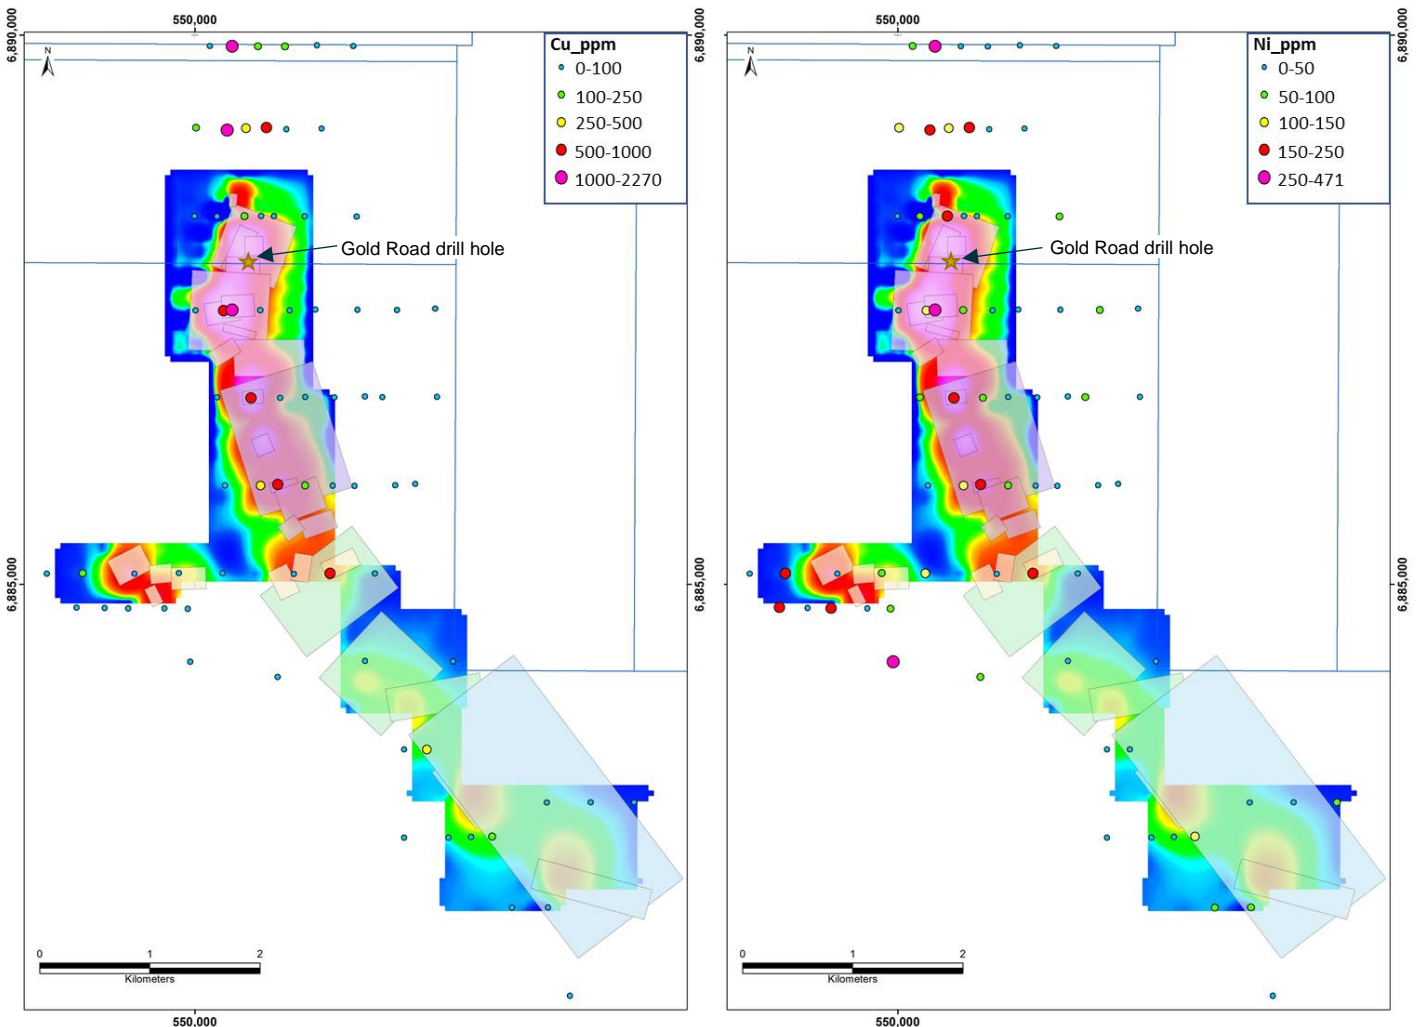 550,000
550,000
6,890,000
6,890,000
N
Cu_ppm
0-100
100-250
250-500
500-1000
1000-2270
N
Ni_ppm
0-50
50-100
100-150
150-250
250-471
Gold Road drill hole
Gold Road drill hole
6,885,000
6,885,000
0 1 2
Kilometers
0 1 2
Kilometers
550,000
550,000